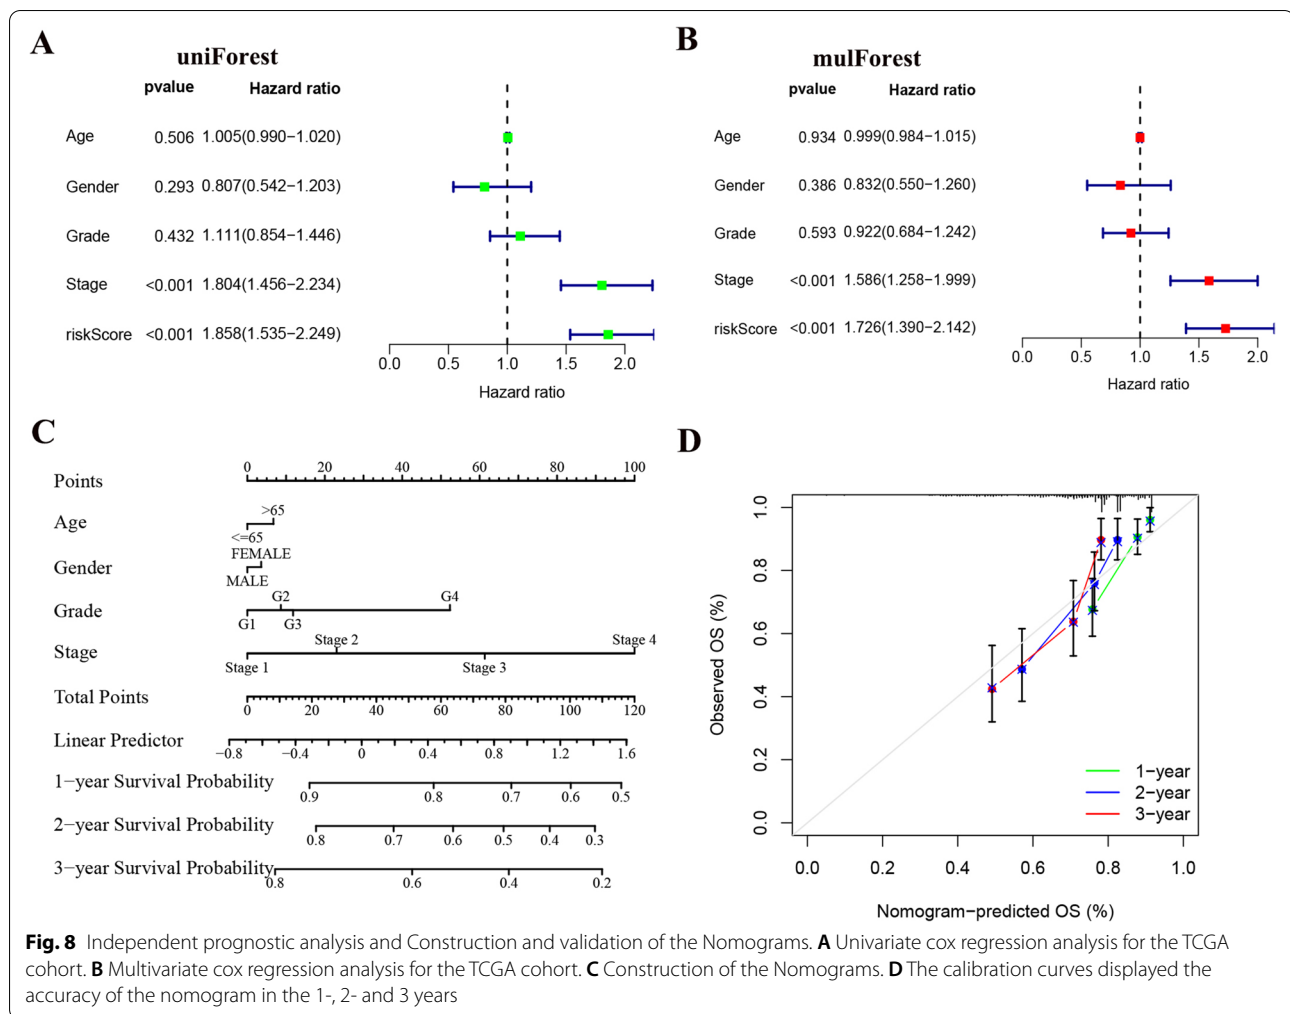 A
uniForest
pvalue Hazard ratio
Age 0.506 1.005(0.990−1.020)
Gender 0.293 0.807(0.542−1.203)
Grade 0.432 1.111(0.854−1.446)
Stage <0.001 1.804(1.456−2.234)
riskScore <0.001 1.858(1.535−2.249)
0.0 0.5 1.0 1.5 2.0
Hazard ratio
B
mulForest
pvalue Hazard ratio
Age 0.934 0.999(0.984−1.015)
Gender 0.386 0.832(0.550−1.260)
Grade 0.593 0.922(0.684−1.242)
Stage <0.001 1.586(1.258−1.999)
riskScore <0.001 1.726(1.390−2.142)
0.0 0.5 1.0 1.5 2.0
Hazard ratio
C
Points 0 20 40 60 80 100
>65
Age
<=65
FEMALE
Gender
MALE
G2 G4
Grade
G1 G3
Stage 2 Stage 4
Stage
Stage 1 Stage 3
Total Points
0 20 40 60 80 100 120
Linear Predictor
−0.8 −0.4 0 0.4 0.8 1.2 1.6
1−year Survival Probability
0.9 0.8 0.7 0.6 0.5
2−year Survival Probability
0.8 0.7 0.6 0.5 0.4 0.3
3−year Survival Probability
0.8 0.6 0.4 0.2
D
Observed OS (%)
1.0
0.8
0.6
0.4
0.2
0.0
1−year
2−year
3−year
0.0 0.2 0.4 0.6 0.8 1.0
Nomogram−predicted OS (%)
Fig. 8 Independent prognostic analysis and Construction and validation of the Nomograms. A Univariate cox regression analysis for the TCGA
cohort. B Multivariate cox regression analysis for the TCGA cohort. C Construction of the Nomograms. D The calibration curves displayed the
accuracy of the nomogram in the 1-, 2- and 3 years